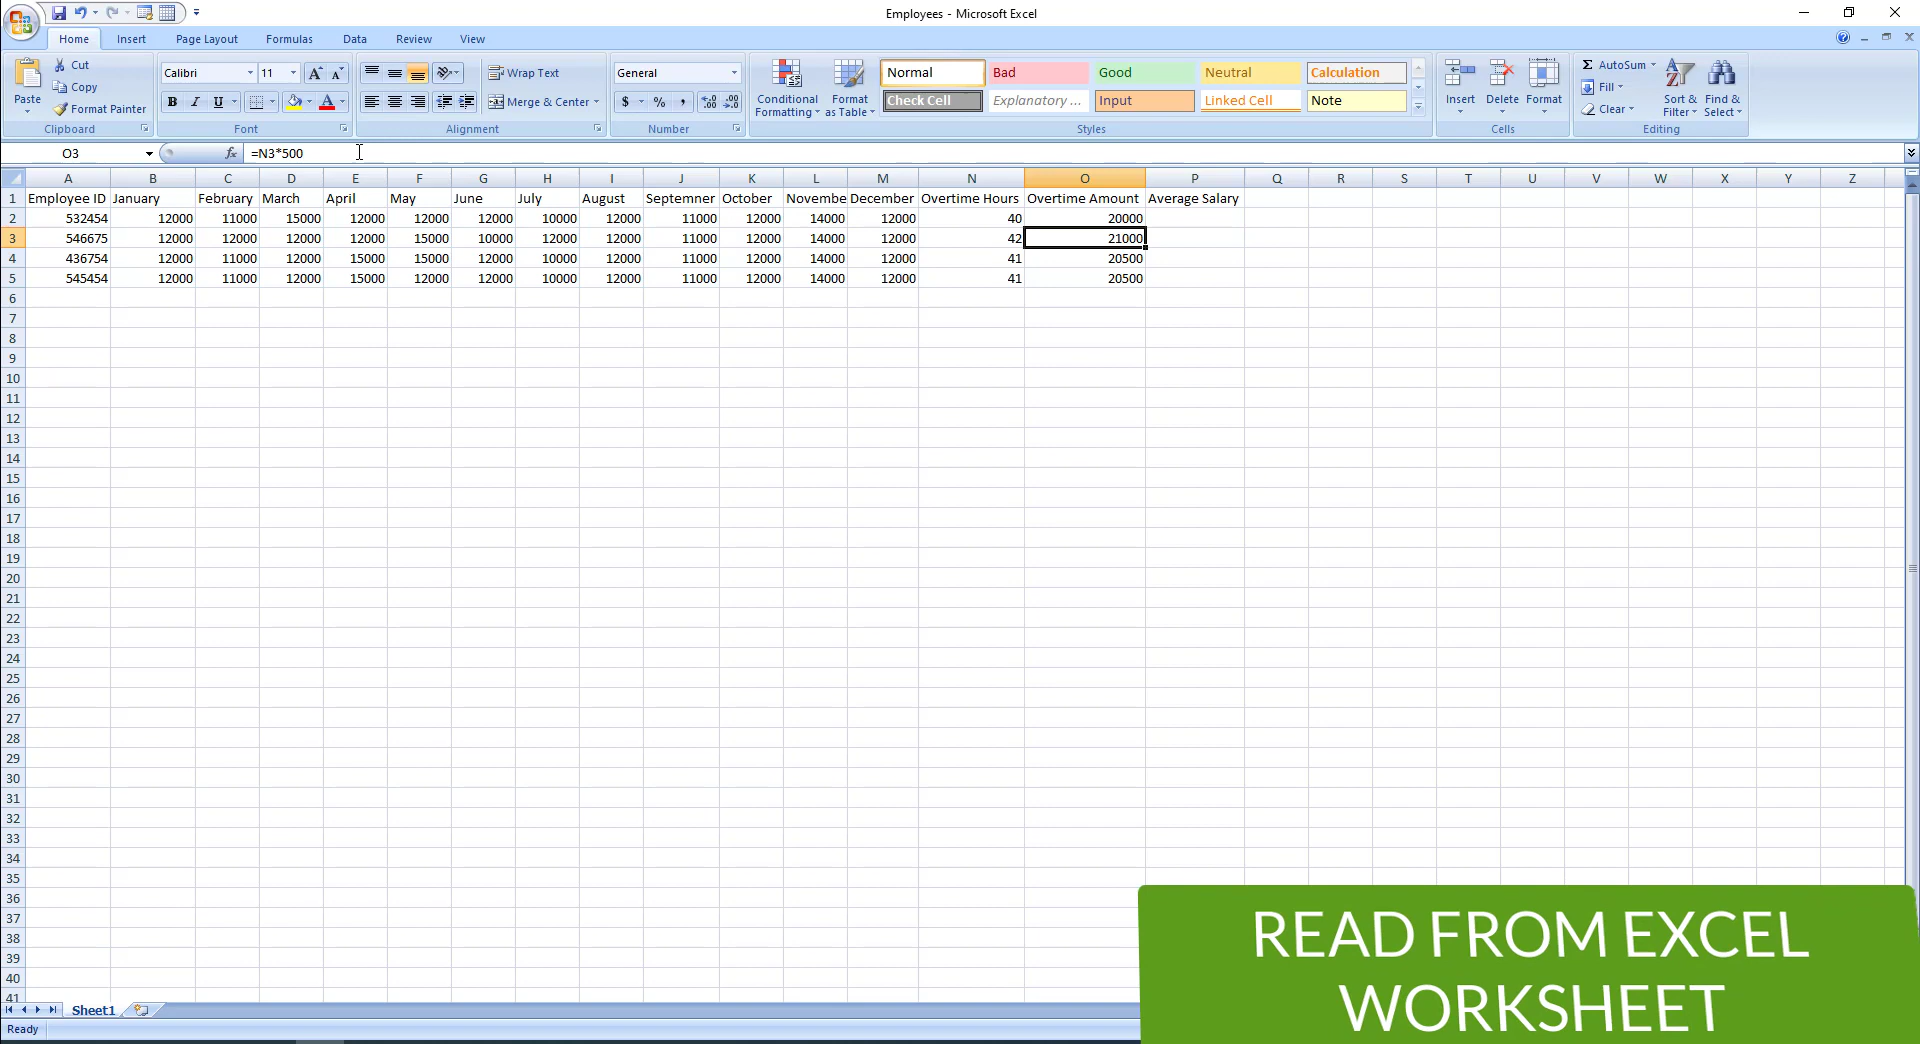 Employees - Microsoft Excel
Home Insert Page Layout Formulas Data Review View
Paste Cut Copy Format Painter Clipboard
Calibri 11 A A B I U A Font
Wrap Text Merge & Center Alignment
General $ % , Number
Conditional Formatting Format as Table
Normal Bad Good Neutral Calculation
Check Cell Explanatory ... Input Linked Cell Note
Styles
Insert Delete Format Cells
Σ AutoSum Fill Clear Sort & Filter Find & Select Editing
O3 fx =N3*500
A B C D E F G H I J K L M N O P Q R S T U V W X Y Z
1 Employee ID January February March April May June July August Septemner October Novembe December Overtime Hours Overtime Amount Average Salary
2 532454 12000 11000 15000 12000 12000 12000 10000 12000 11000 12000 14000 12000 40 20000
3 546675 12000 12000 12000 12000 15000 10000 12000 12000 11000 12000 14000 12000 42 21000
4 436754 12000 11000 12000 15000 15000 12000 10000 12000 11000 12000 14000 12000 41 20500
5 545454 12000 11000 12000 15000 12000 12000 10000 12000 11000 12000 14000 12000 41 20500
6
7
8
9
10
11
12
13
14
15
16
17
18
19
20
21
22
23
24
25
26
27
28
29
30
31
32
33
34
35
36
37
38
39
40
41
Sheet1
Ready
READ FROM EXCEL
WORKSHEET